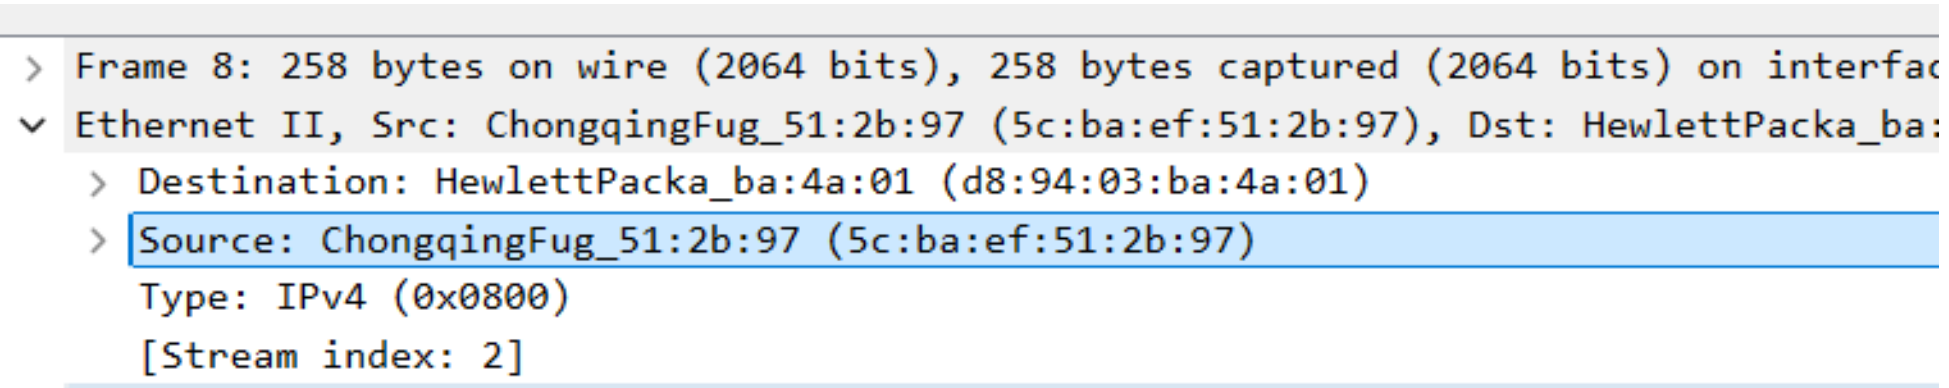 Frame 8: 258 bytes on wire (2064 bits), 258 bytes captured (2064 bits) on
Ethernet II, Src: ChongqingFug_51:2b:97 (5c:ba:ef:51:2b:97), Dst: HewlettPacka_ba:
Destination: HewlettPacka_ba:4a:01 (d8:94:03:ba:4a:01)
Source: ChongqingFug_51:2b:97 (5c:ba:ef:51:2b:97)
Type: IPv4 (0x0800)
[Stream index: 2]